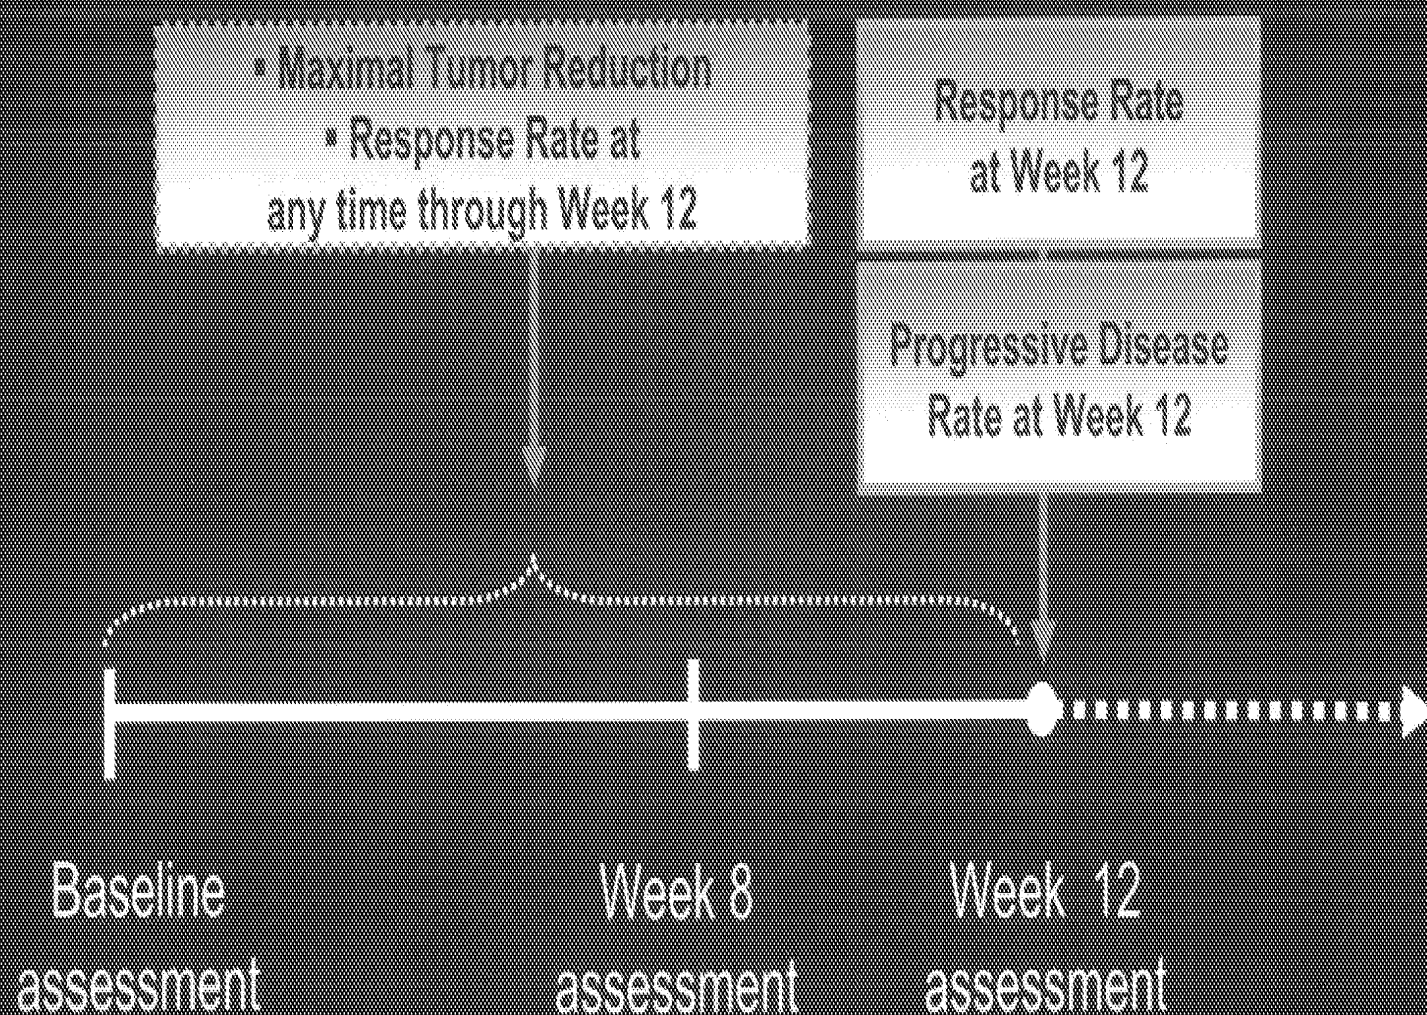 ▪ Maximal Tumor Reduction
▪ Response Rate at
any time through Week 12
Response Rate
at Week 12
Progressive Disease
Rate at Week 12
Baseline
assessment
Week 8
assessment
Week 12
assessment